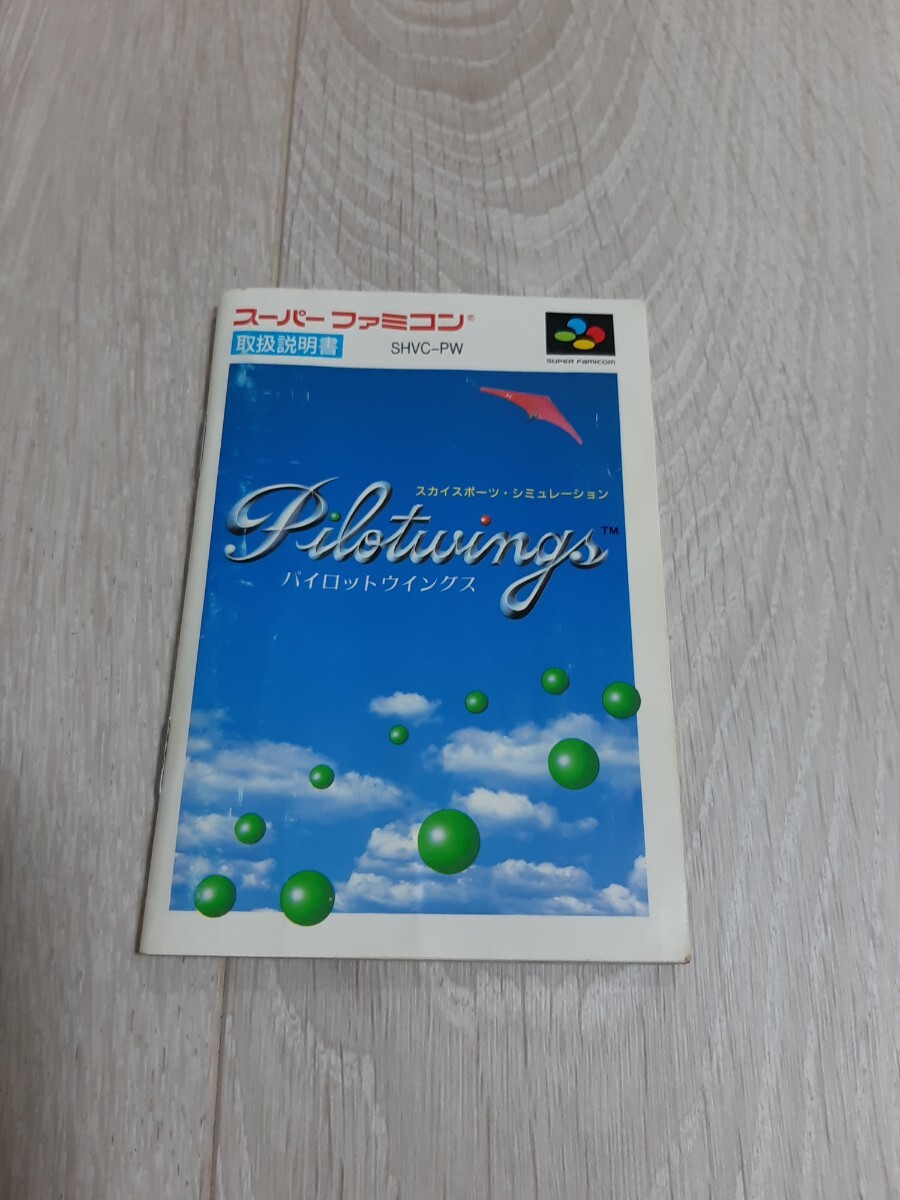 スーパーファミコン®
取扱説明書
SHVC-PW
SUPER FAMICOM
スカイスポーツ・シミュレーション
Pilotwings™
パイロットウイングス